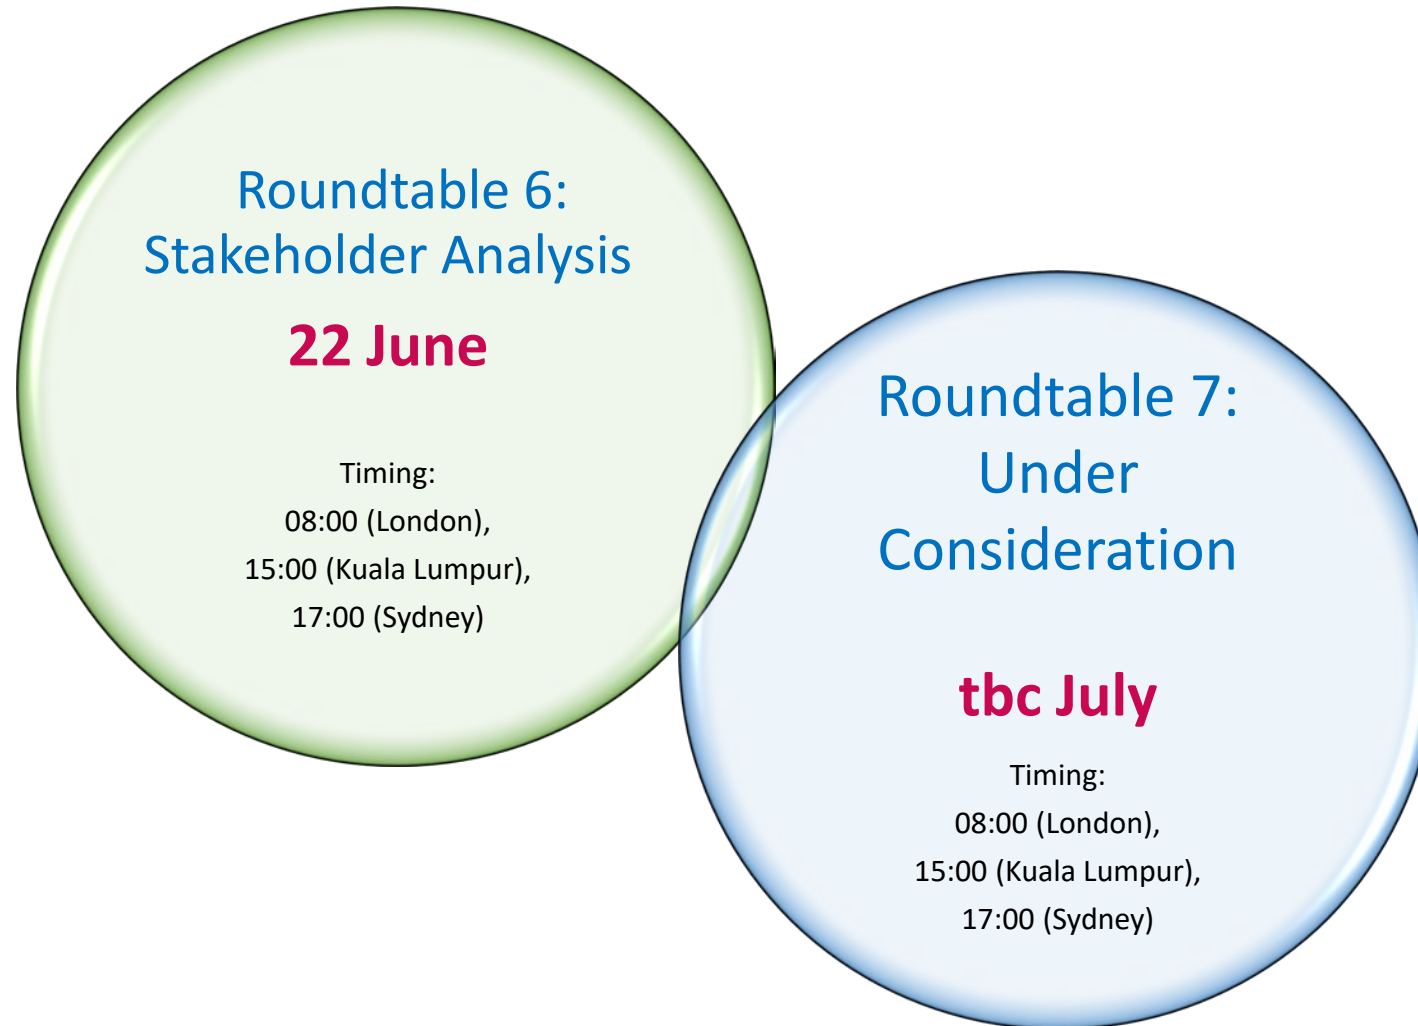 Roundtable 6:
Stakeholder Analysis
22 June
Timing:
08:00 (London),
15:00 (Kuala Lumpur),
17:00 (Sydney)
Roundtable 7:
Under
Consideration
tbc July
Timing:
08:00 (London),
15:00 (Kuala Lumpur),
17:00 (Sydney)